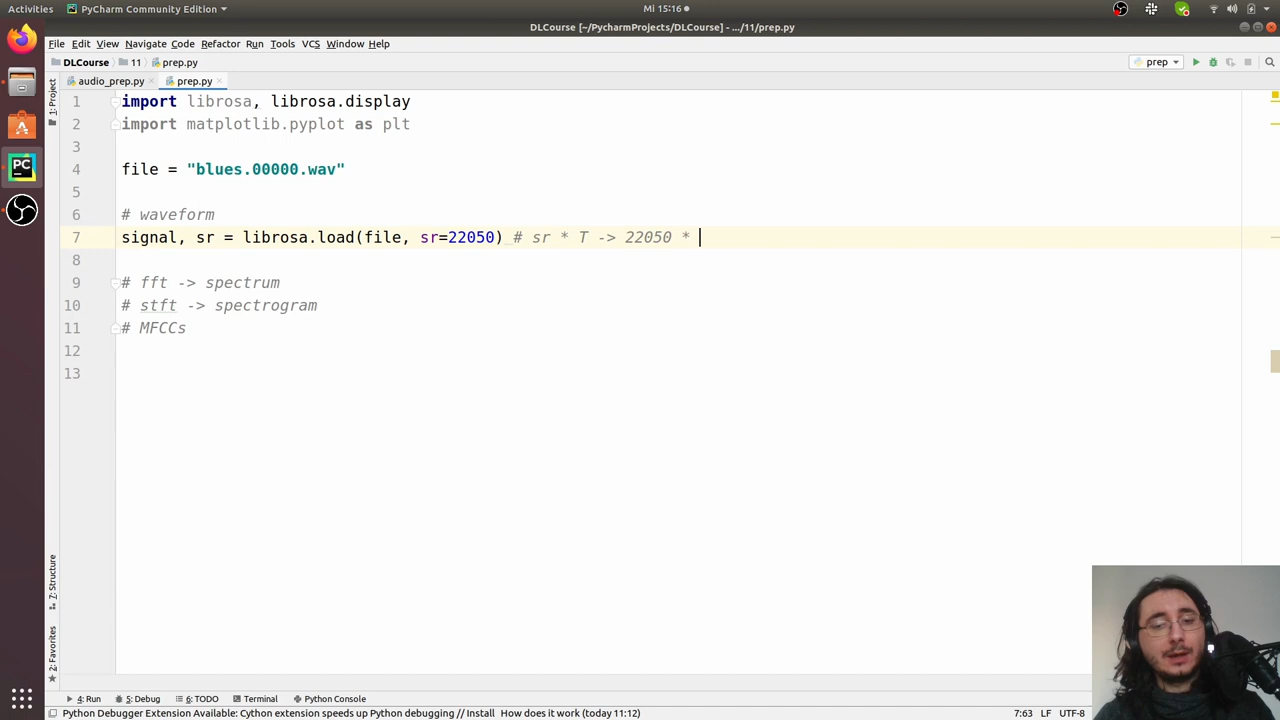 Activities
PyCharm Community Edition
Mi 15:16
DLCourse [~/PycharmProjects/DLCourse] - .../11/prep.py
File Edit View Navigate Code Refactor Run Tools VCS Window Help
DLCourse 11 prep.py
prep
audio_prep.py prep.py
1: Project
1 import librosa, librosa.display
2 import matplotlib.pyplot as plt
3
4 file = "blues.00000.wav"
5
6 # waveform
7 signal, sr = librosa.load(file, sr=22050) # sr * T -> 22050 *
8
9 # fft -> spectrum
10 # stft -> spectrogram
11 # MFCCs
12
13
7: Structure
2: Favorites
4: Run 5: Debug 6: TODO Terminal Python Console
Python Debugger Extension Available: Cython extension speeds up Python debugging // Install How does it work (today 11:12)
7:63 LF UTF-8